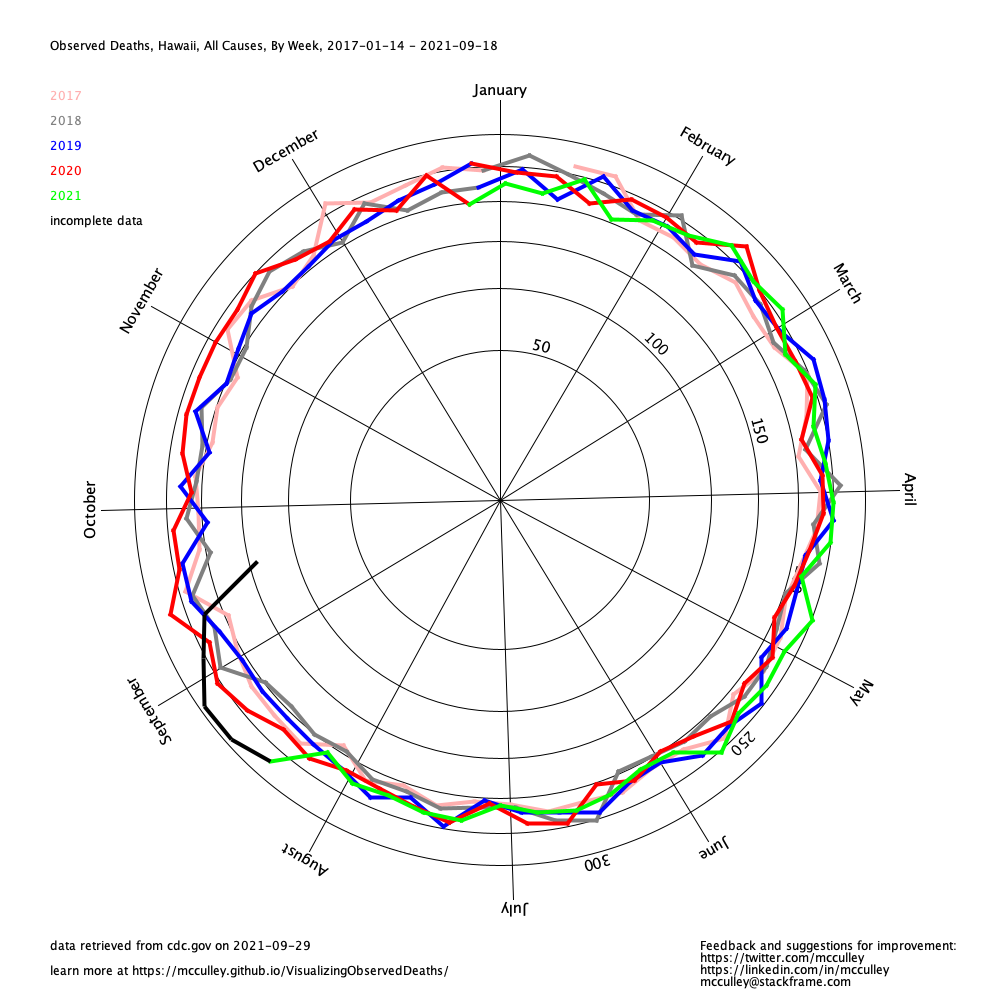 Observed Deaths, Hawaii, All Causes, By Week, 2017-01-14 - 2021-09-18
2017
2018
2019
2020
2021
incomplete data
January
February
March
April
May
June
July
August
September
October
November
December
50
100
150
250
300
data retrieved from cdc.gov on 2021-09-29
learn more at https://mcculley.github.io/VisualizingObservedDeaths/
Feedback and suggestions for improvement:
https://twitter.com/mcculley
https://linkedin.com/in/mcculley
mcculley@stackframe.com